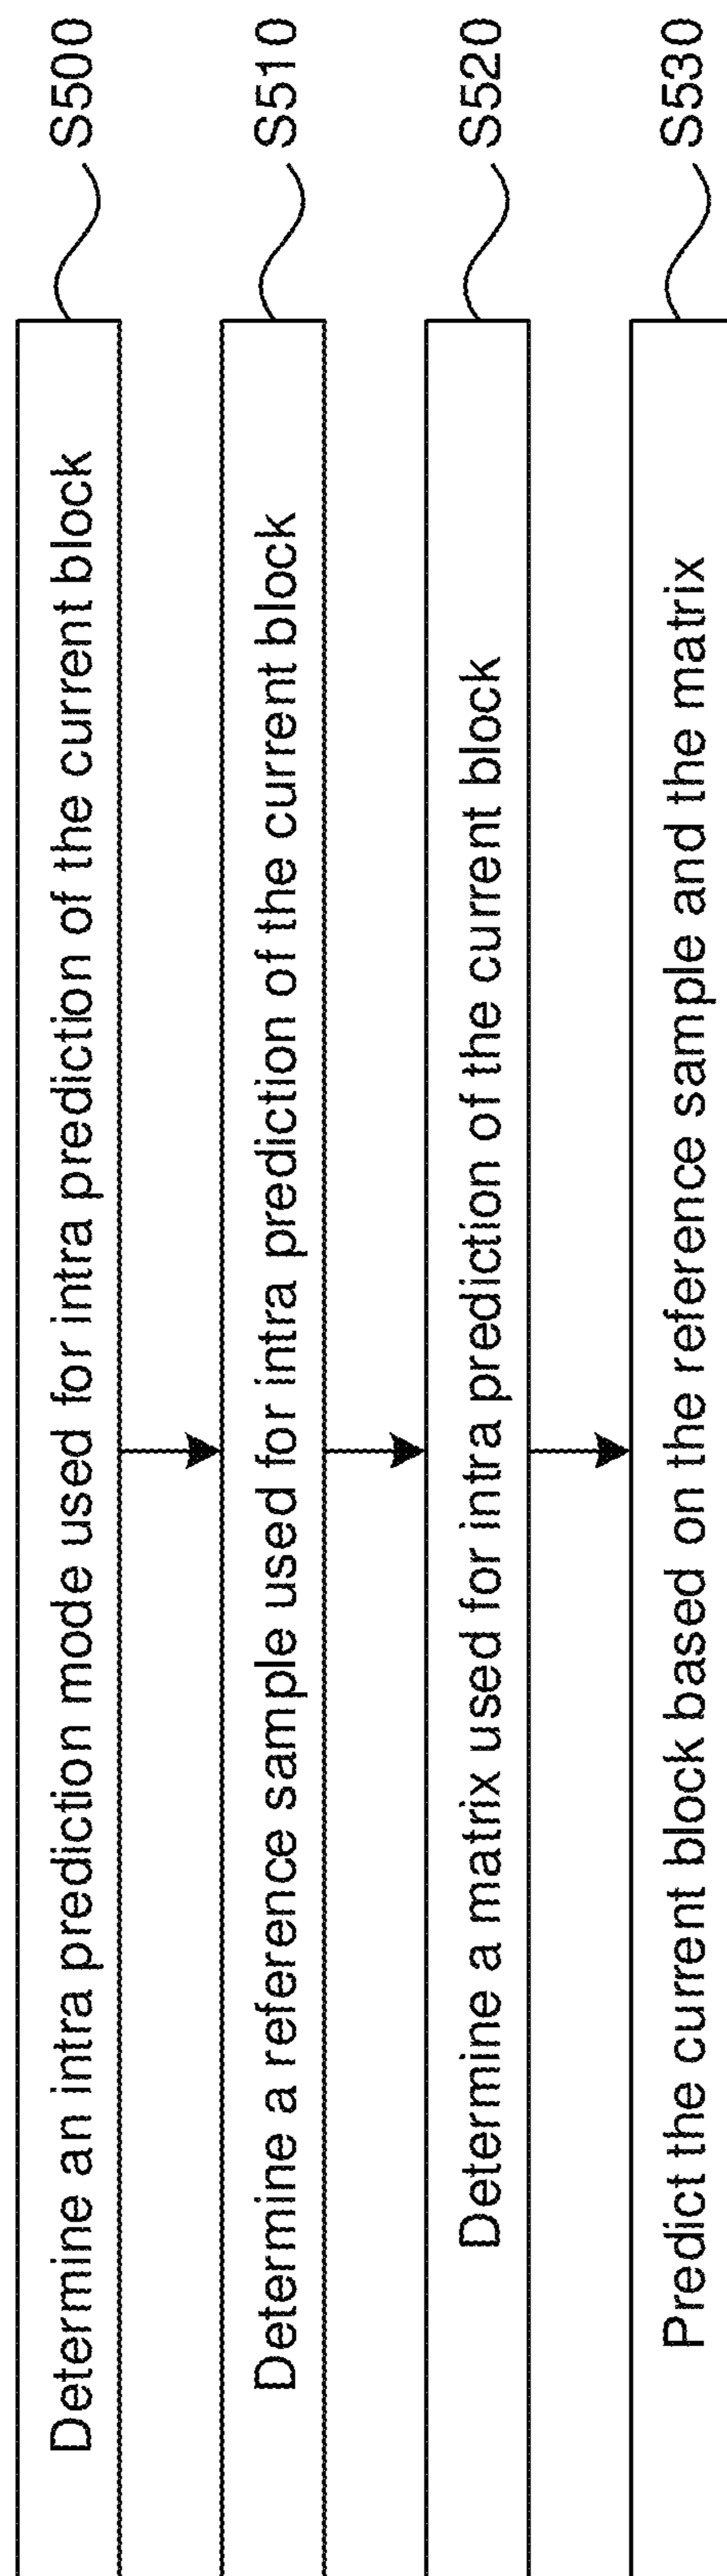 Determine an intra prediction mode used for intra prediction of the current block
S500
Determine a reference sample used for intra prediction of the current block
S510
Determine a matrix used for intra prediction of the current block
S520
Predict the current block based on the reference sample and the matrix
S530